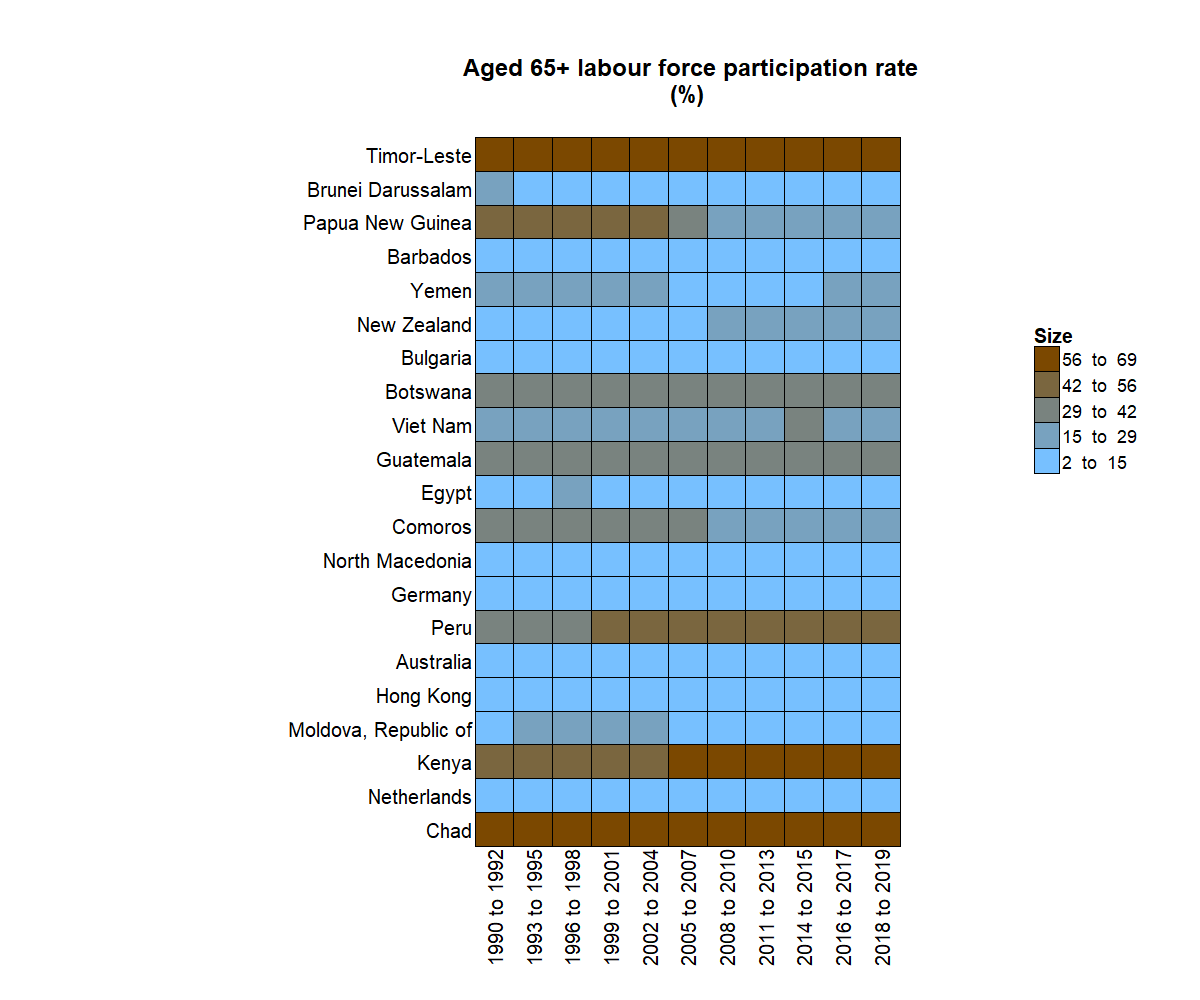 Aged 65+ labour force participation rate
(%)
Timor-Leste
Brunei Darussalam
Papua New Guinea
Barbados
Yemen
New Zealand
Bulgaria
Botswana
Viet Nam
Guatemala
Egypt
Comoros
North Macedonia
Germany
Peru
Australia
Hong Kong
Moldova, Republic of
Kenya
Netherlands
Chad
1990 to 1992
1993 to 1995
1996 to 1998
1999 to 2001
2002 to 2004
2005 to 2007
2008 to 2010
2011 to 2013
2014 to 2015
2016 to 2017
2018 to 2019
Size
56 to 69
42 to 56
29 to 42
15 to 29
2 to 15